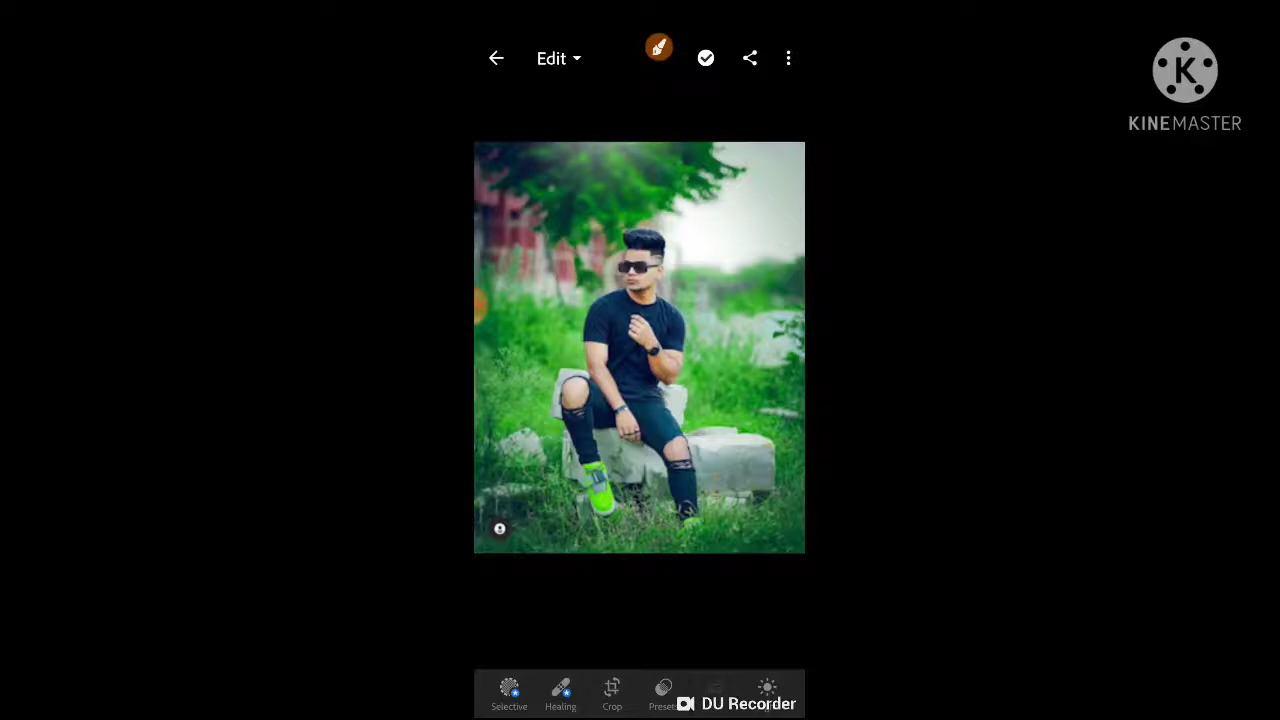 Edit
KINEMASTER
Selective
Healing
Crop
DU Recorder